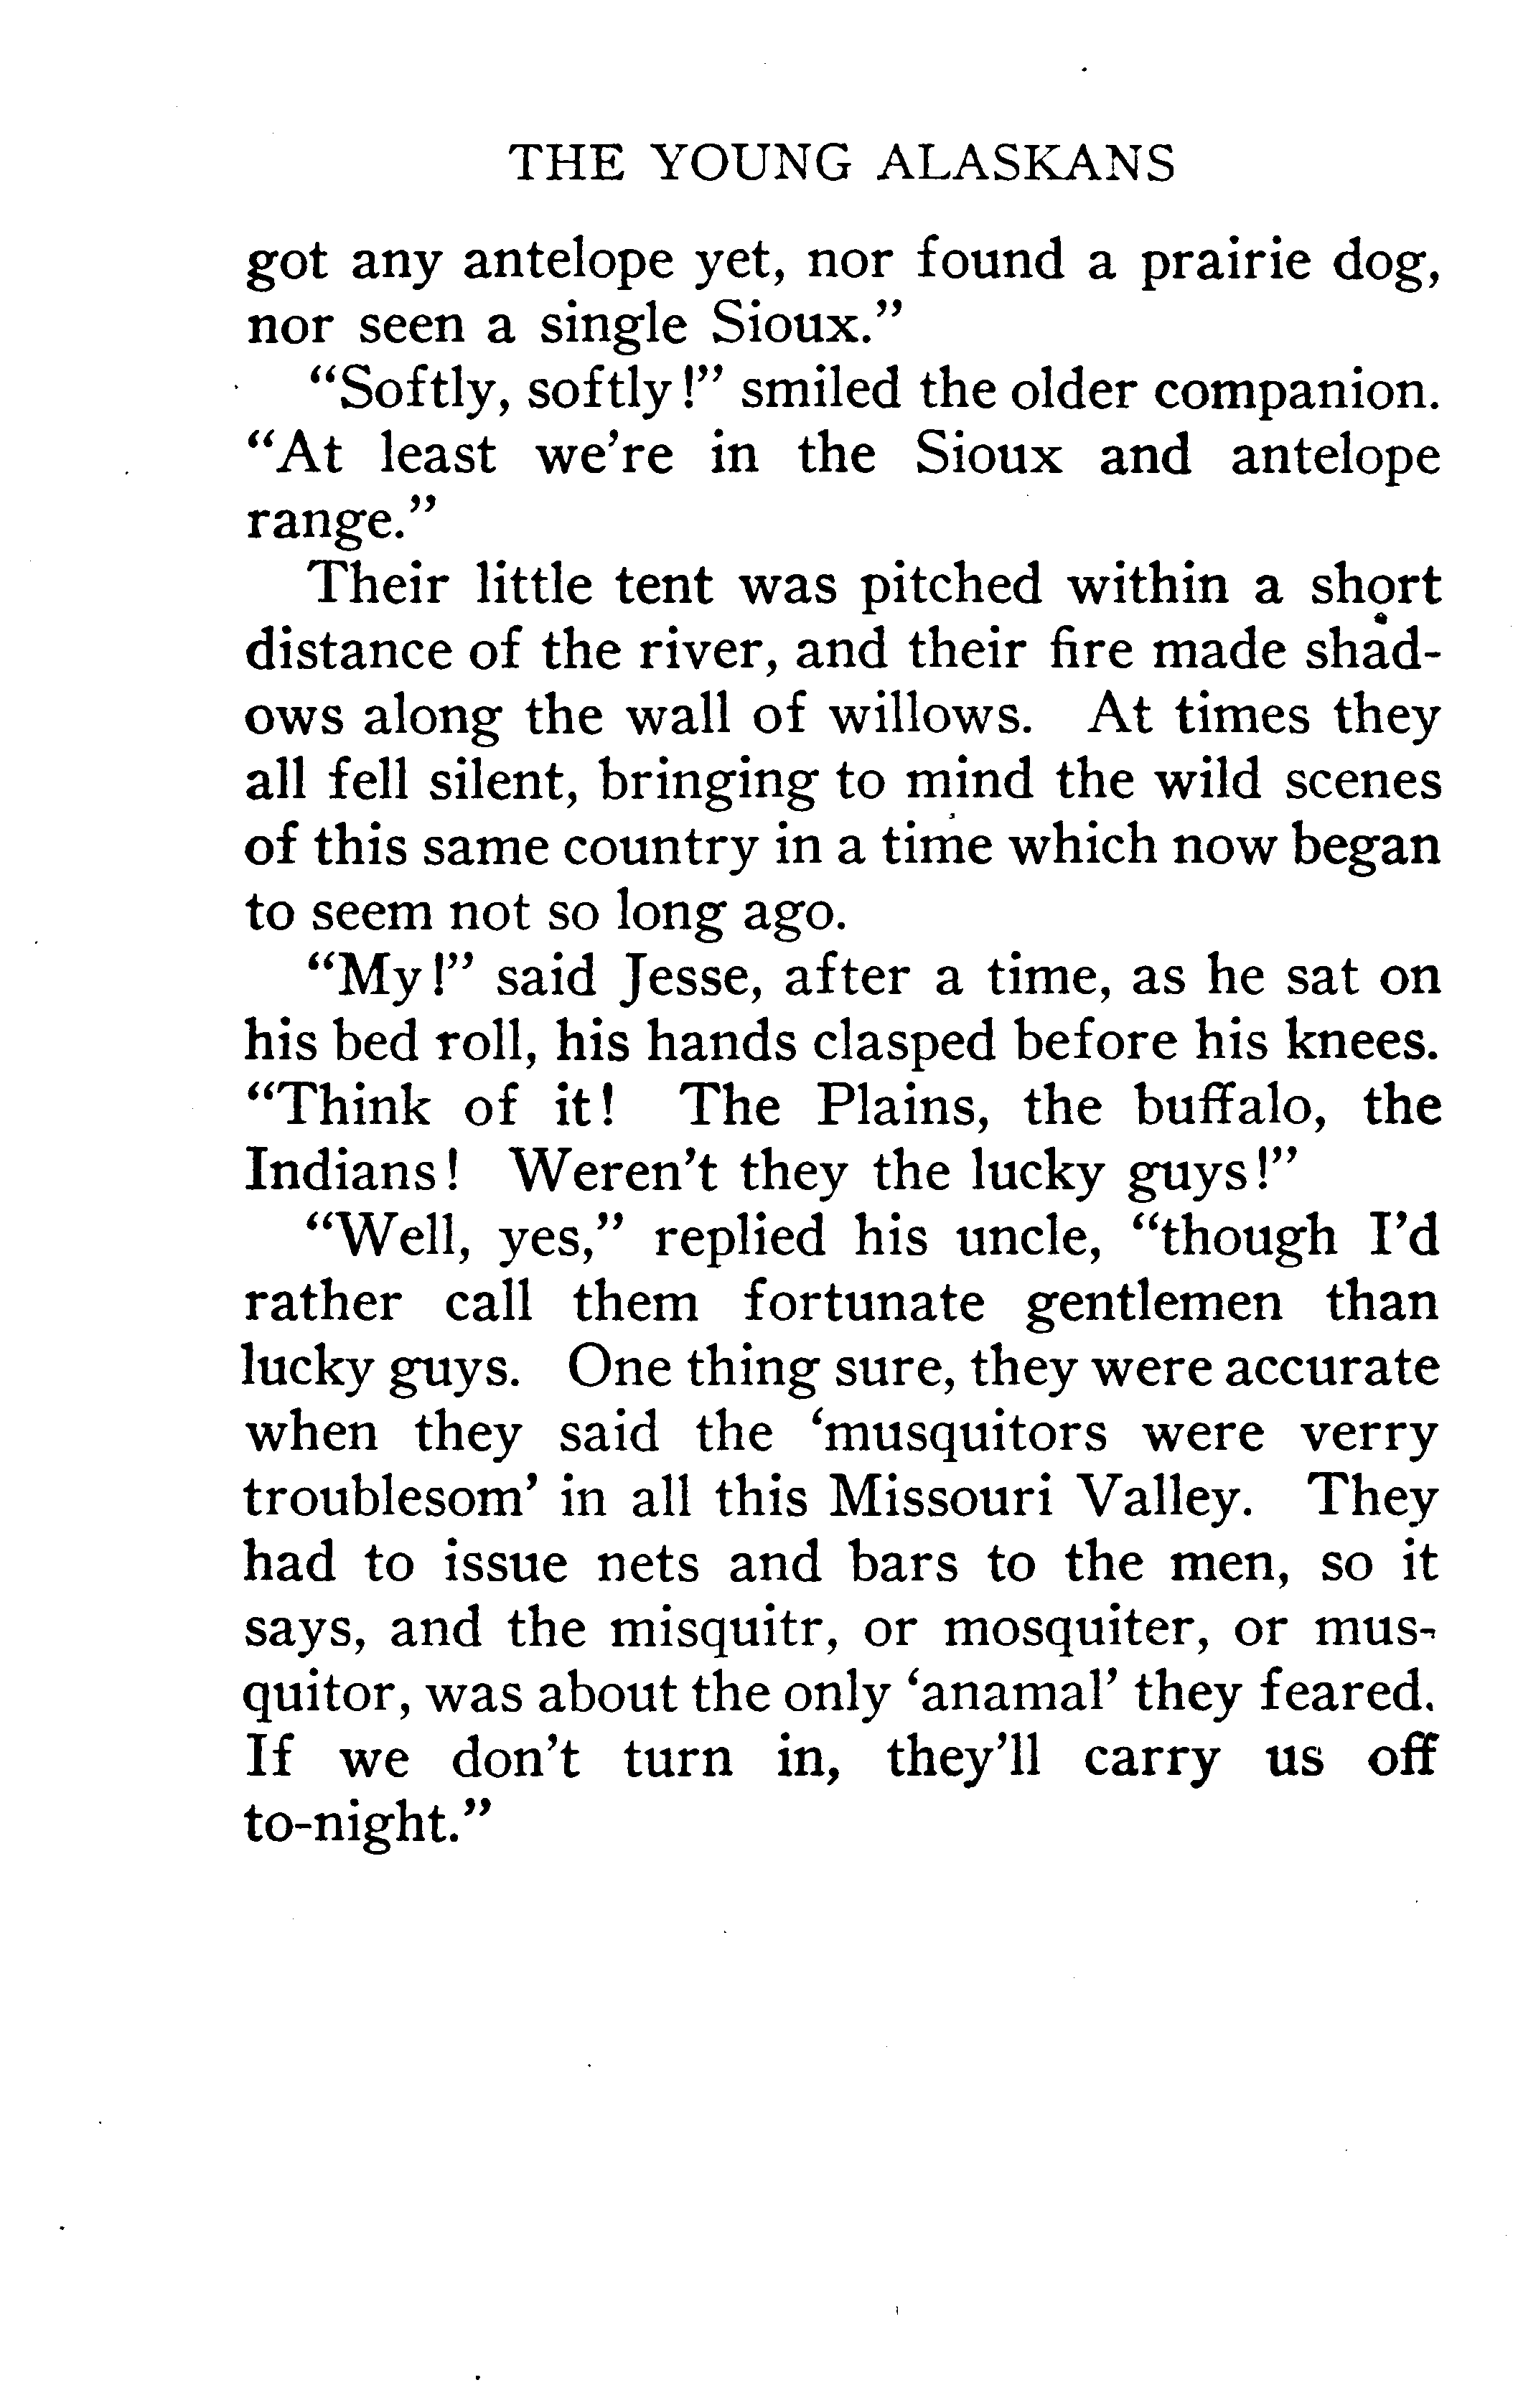 THE YOUNG ALASKANS
got any antelope yet, nor found a prairie dog,
nor seen a single Sioux."
"Softly, softly!" smiled the older companion.
"At least we're in the Sioux and antelope
range."
Their little tent was pitched within a short
distance of the river, and their fire made shad-
ows along the wall of willows. At times they
all fell silent, bringing to mind the wild scenes
of this same country in a time which now began
to seem not so long ago.
"My!" said Jesse, after a time, as he sat on
his bed roll, his hands clasped before his knees.
"Think of it! The Plains, the buffalo, the
Indians! Weren't they the lucky guys!"
"Well, yes," replied his uncle, "though I'd
rather call them fortunate gentlemen than
lucky guys. One thing sure, they were accurate
when they said the 'musquitors were verry
troublesom' in all this Missouri Valley. They
had to issue nets and bars to the men, so it
says, and the misquitr, or mosquiter, or mus-
quitor, was about the only 'anamal' they feared.
If we don't turn in, they'll carry us off
to-night."